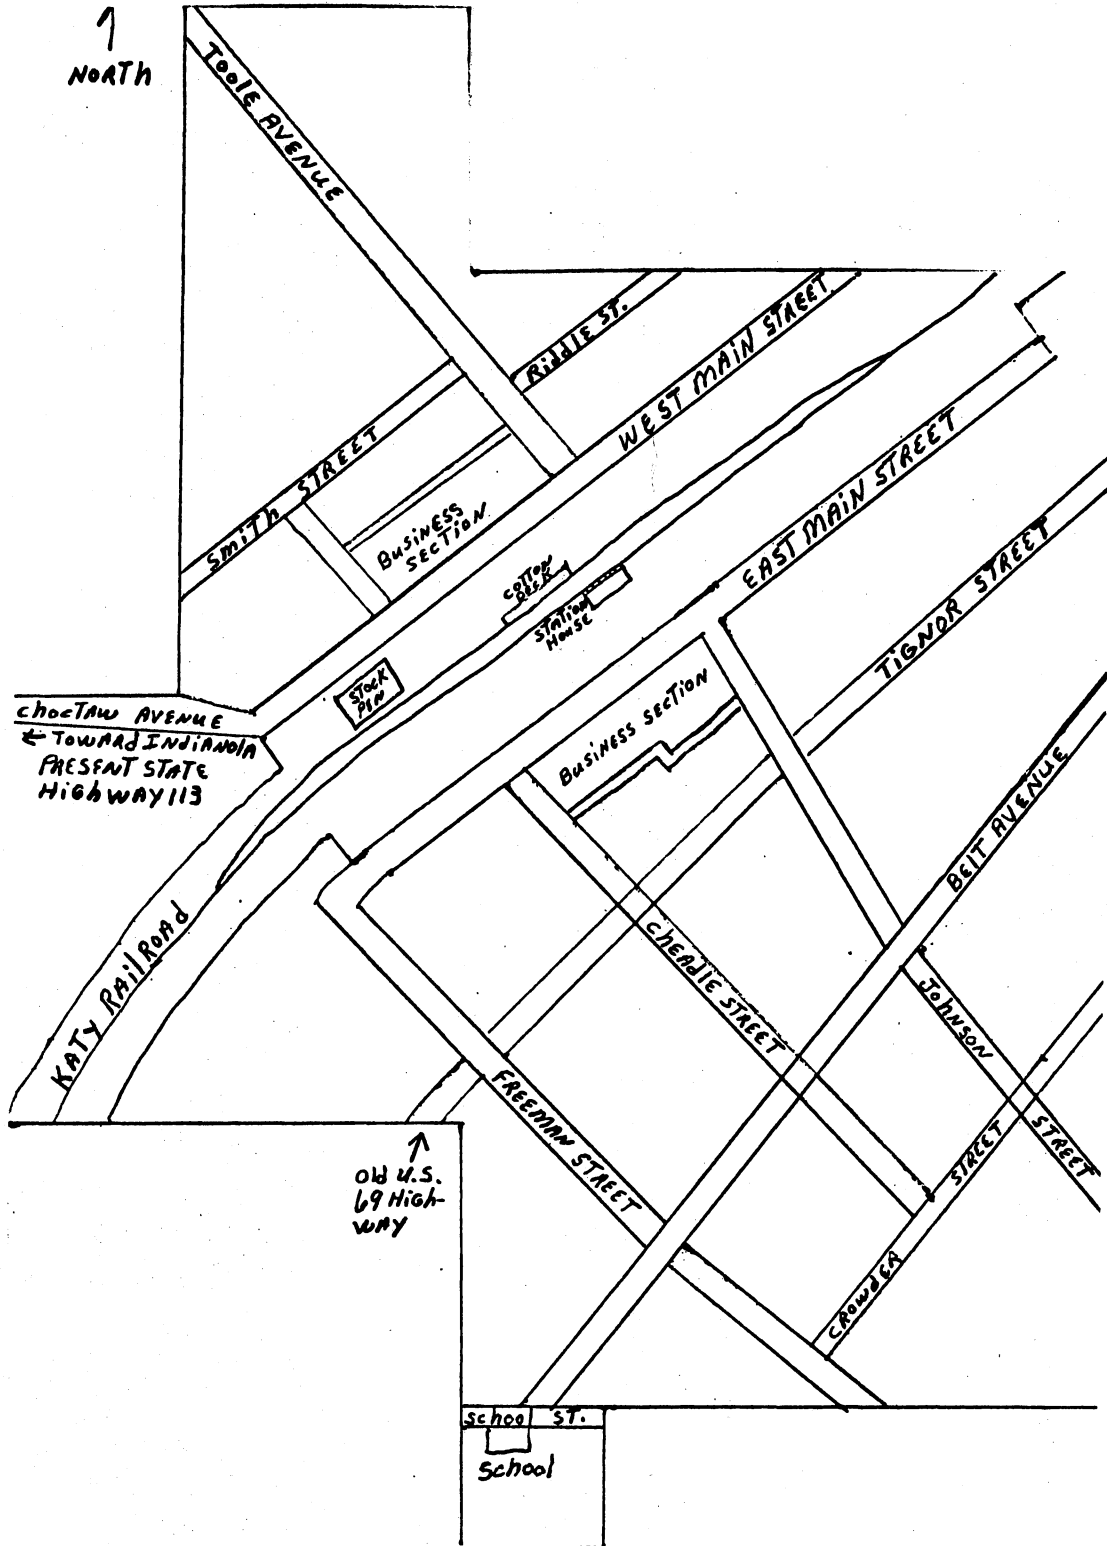 NORTH
TOOLE AVENUE
RiddlE ST.
WEST MAIN STREET
SmiTh STREET
BusiNESS
SECTION
COTTON
STATION
HOUSE
EAST MAIN STREET
TIGNOR STREET
STOCK
PEN
BUSINESS SECTION
ChocTAW AVENUE
← TOWARD INDIANOlA
PRESENT STATE
HiGhWAY 113
BElT AVENUE
KATY RAilROAD
ChEADlE STREET
JOhNSON STREET
FREEMAN STREET
CROWdER STREET
Old U.S.
69 HiGh-
WAY
School ST.
School